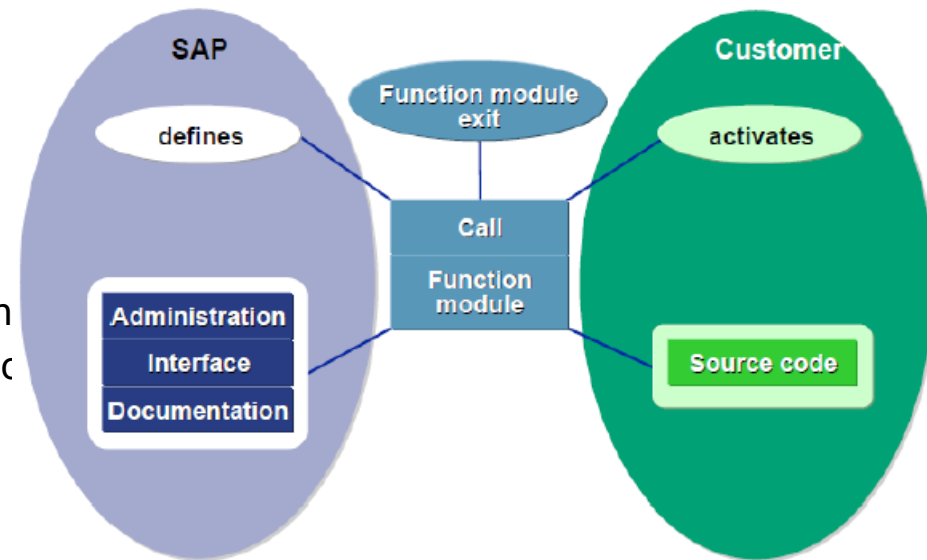 SAP
Customer
Function module
exit
defines
activates
Call
Function
module
Administration
Interface
Documentation
Source code